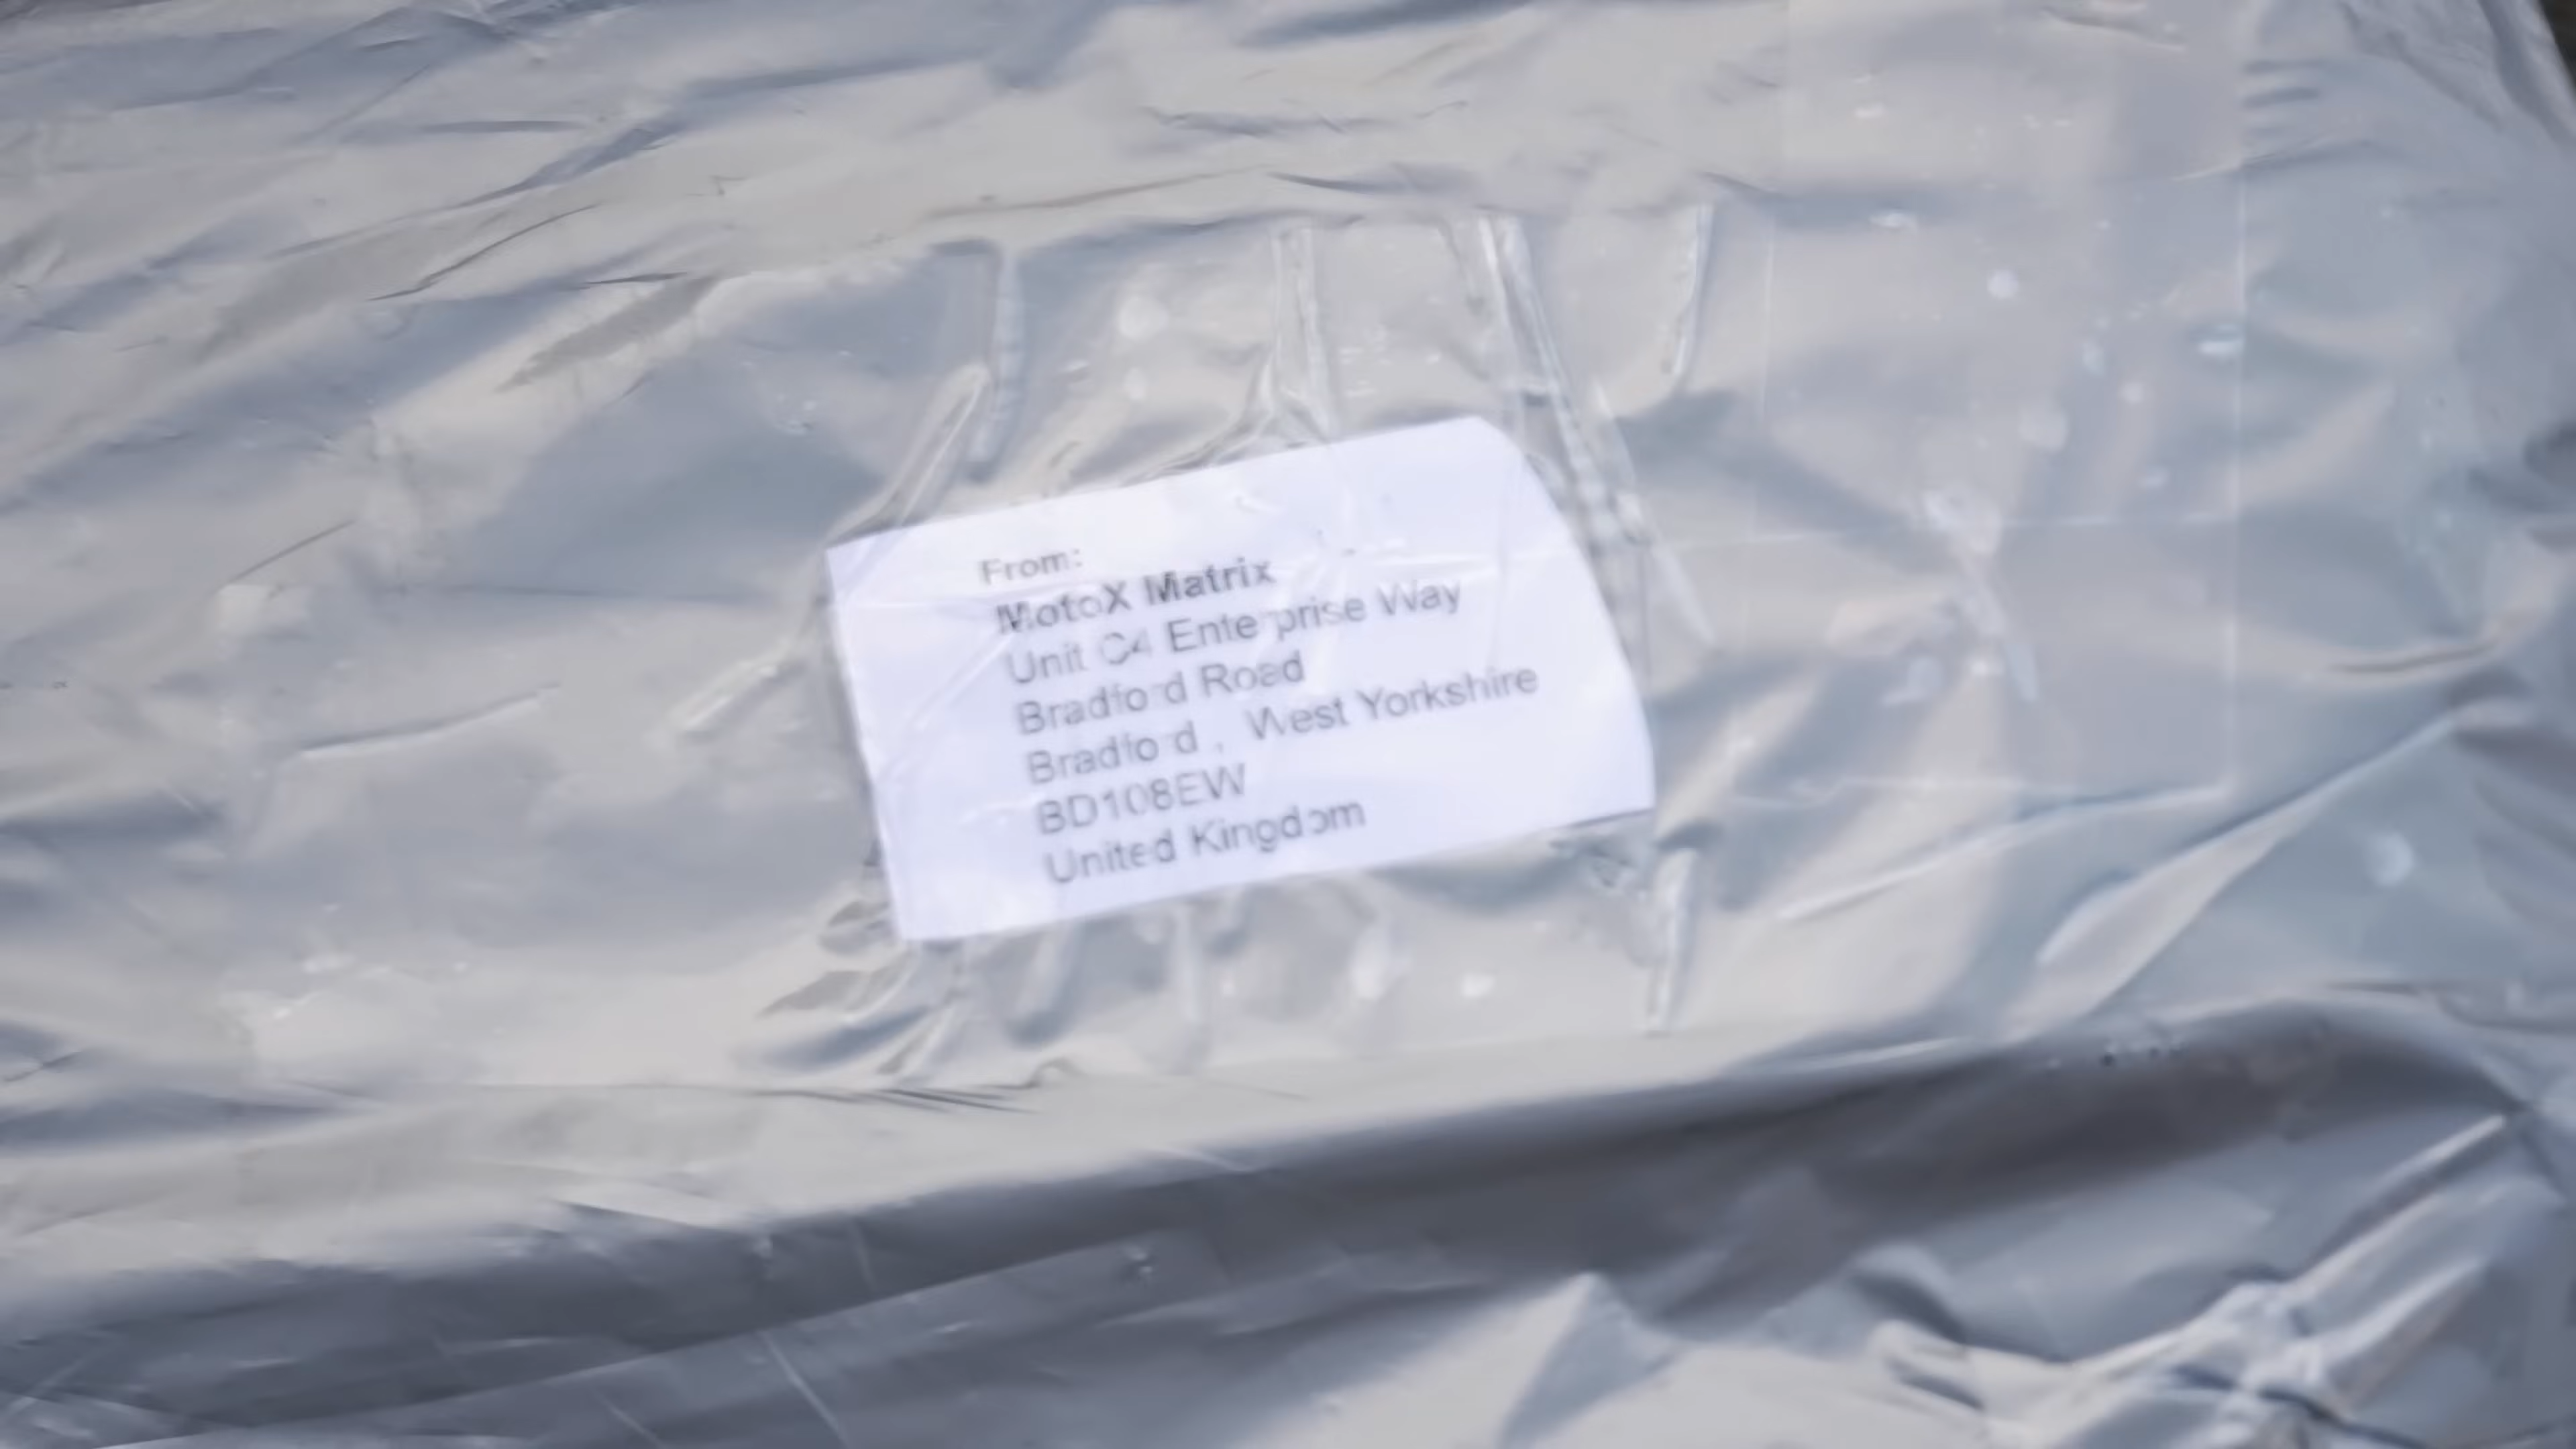 From:
MotoX Matrix
Unit C4 Enterprise Way
Bradford Road
Bradford , West Yorkshire
BD108EW
United Kingdom